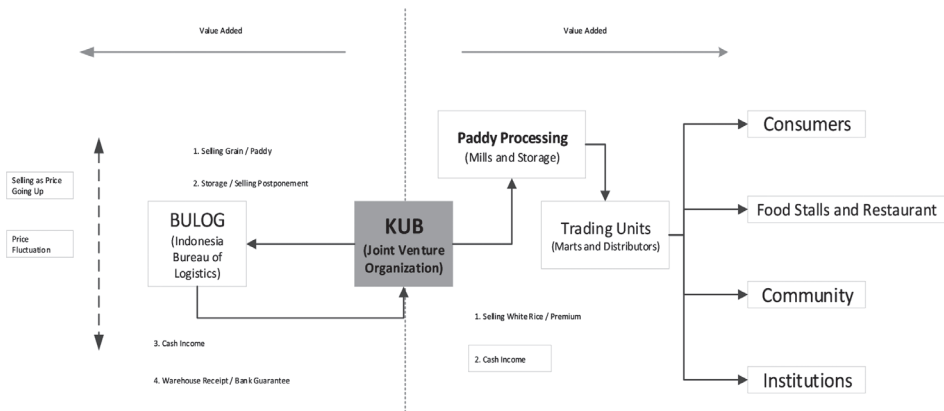 Value Added
Value Added
Selling as Price
Going Up
Price
Fluctuation
1. Selling Grain / Paddy
2. Storage / Selling Postponement
BULOG
(Indonesia
Bureau of
Logistics)
3. Cash Income
4. Warehouse Receipt / Bank Guarantee
KUB
(Joint Venture
Organization)
Paddy Processing
(Mills and Storage)
Trading Units
(Marts and Distributors)
1. Selling White Rice / Premium
2. Cash Income
Consumers
Food Stalls and Restaurant
Community
Institutions